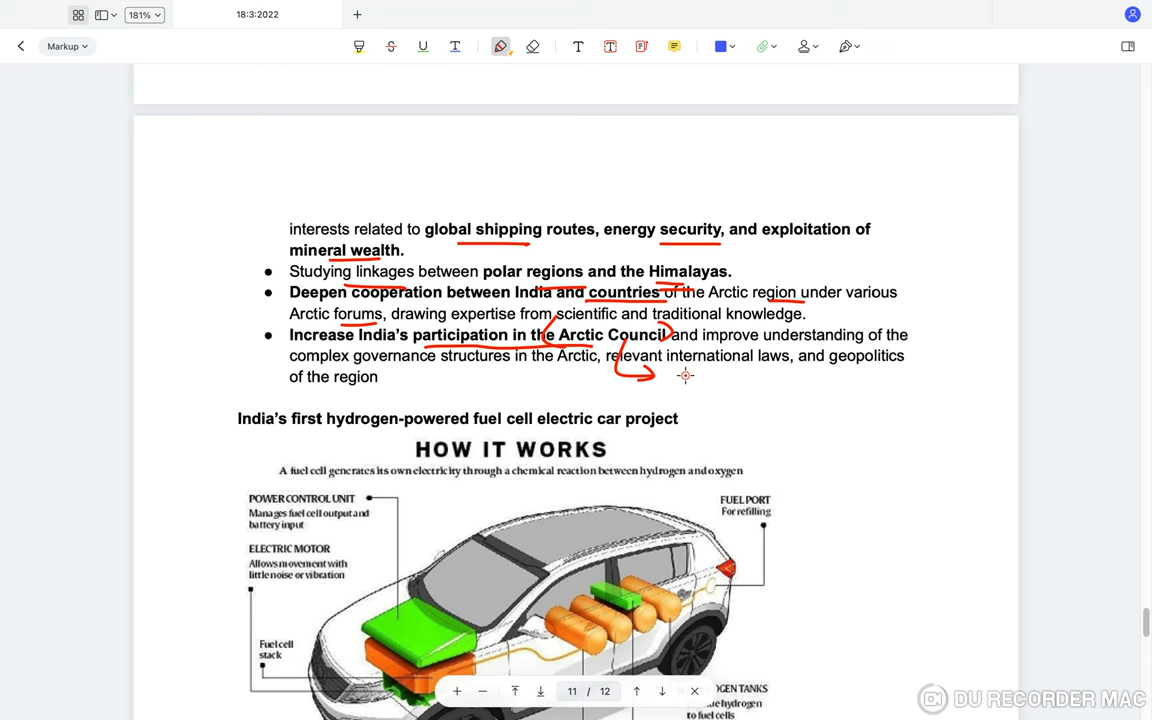 181%
18:3:2022
Markup
interests related to global shipping routes, energy security, and exploitation of
mineral wealth.
● Studying linkages between polar regions and the Himalayas.
● Deepen cooperation between India and countries of the Arctic region under various
Arctic forums, drawing expertise from scientific and traditional knowledge.
● Increase India's participation in the Arctic Council and improve understanding of the
complex governance structures in the Arctic, relevant international laws, and geopolitics
of the region
India's first hydrogen-powered fuel cell electric car project
HOW IT WORKS
A fuel cell generates its own electricity through a chemical reaction between hydrogen and oxygen
POWER CONTROL UNIT
Manages fuel cell output and
battery input
FUEL PORT
For refilling
ELECTRIC MOTOR
Allows movement with
little noise or vibration
Fuel cell
stack
11 / 12
OGEN TANKS
re hydrogen
to fuel cells
DU RECORDER MAC